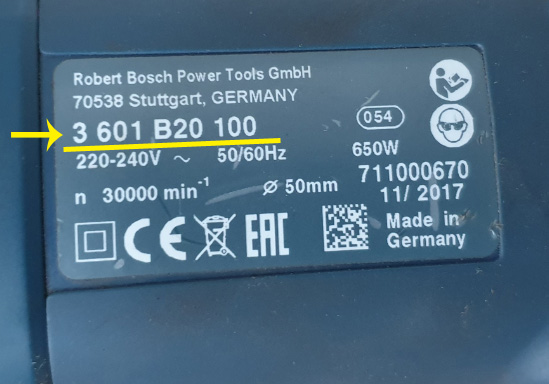 Robert Bosch Power Tools GmbH
70538 Stuttgart, GERMANY
3 601 B20 100
054
220-240V ~ 50/60Hz
650W
711000670
n 30000 min⁻¹
⌀ 50mm
11/ 2017
CE
EAC
Made in
Germany